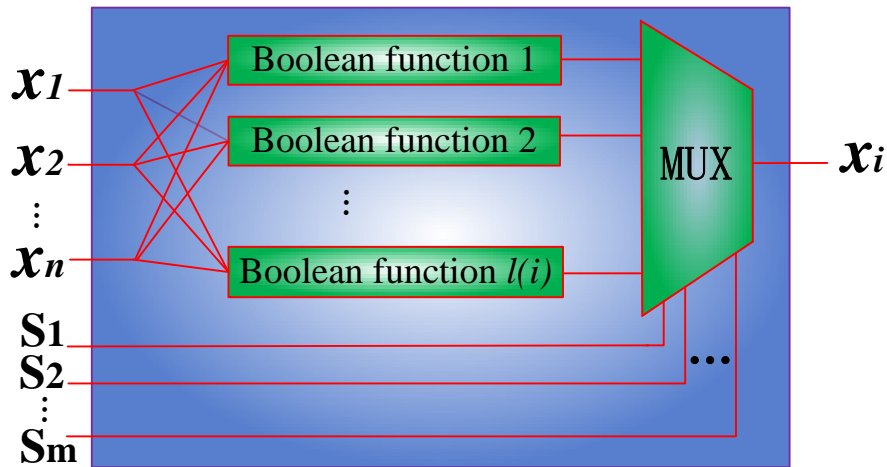 Boolean function 1
x1
Boolean function 2
x2
MUX
xi
⋮
⋮
xn
Boolean function l(i)
S1
S2
...
⋮
Sm